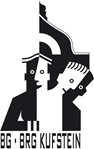 BG · BRG KUFSTEIN